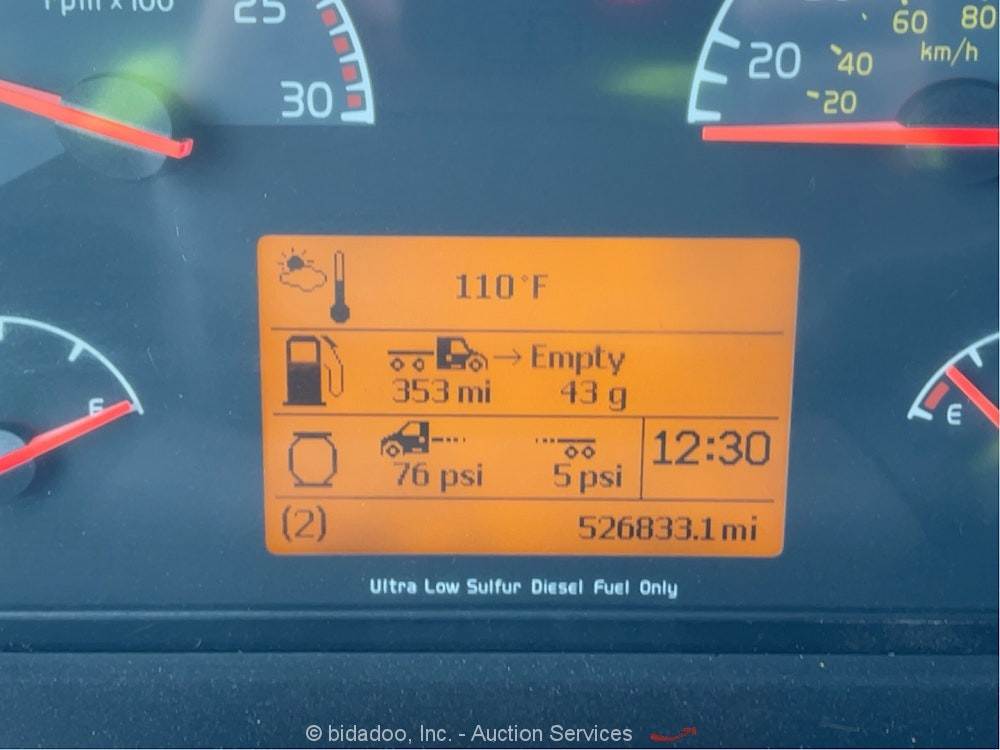 rpm x 100
25
30
20
40
20
60
80
km/h
110°F
→ Empty
353 mi 43 g
76 psi 5 psi
12:30
(2) 526833.1 mi
E
Ultra Low Sulfur Diesel Fuel Only
© bidadoo, Inc. - Auction Services